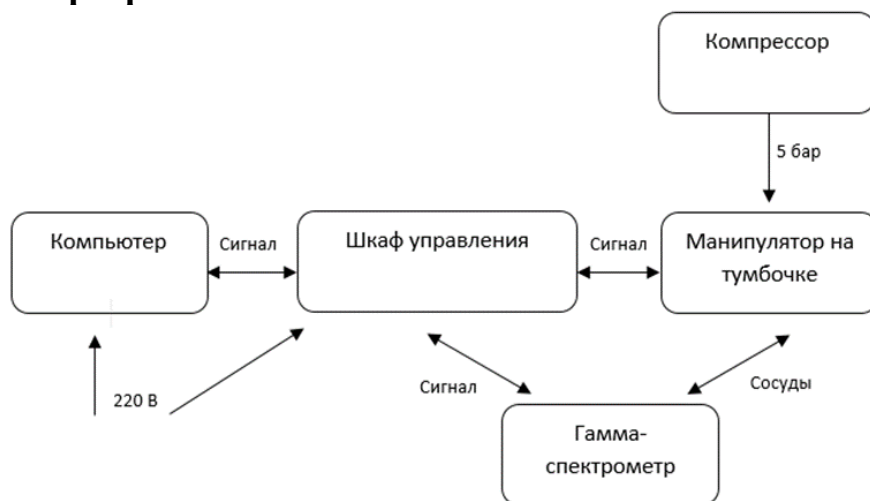 Компрессор
5 бар
Компьютер
Сигнал
Шкаф управления
Сигнал
Манипулятор на
тумбочке
220 В
Сигнал
Сосуды
Гамма-
спектрометр